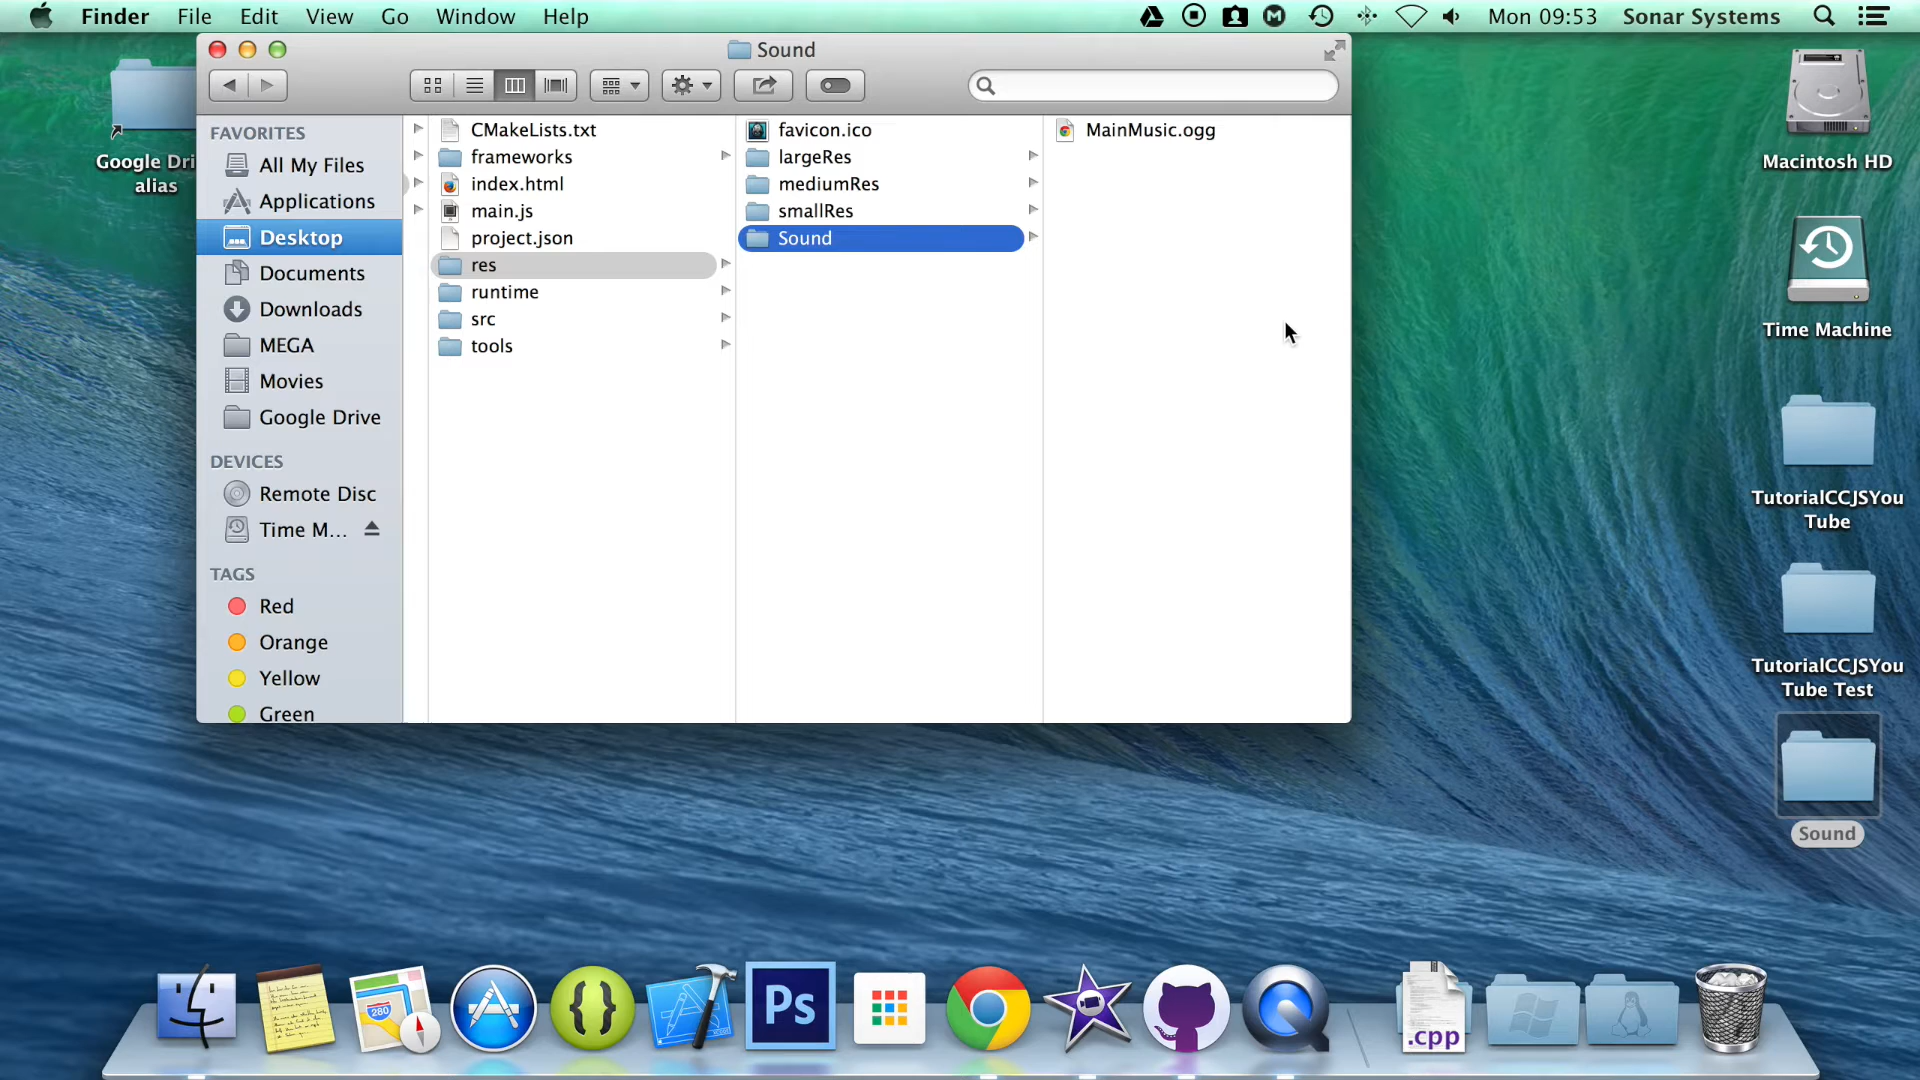 Finder File Edit View Go Window Help Mon 09:53 Sonar Systems
Sound
FAVORITES
All My Files
Applications
Desktop
Documents
Downloads
MEGA
Movies
Google Drive
DEVICES
Remote Disc
Time M...
TAGS
Red
Orange
Yellow
Green
CMakeLists.txt
frameworks
index.html
main.js
project.json
res
runtime
src
tools
favicon.ico
largeRes
mediumRes
smallRes
Sound
MainMusic.ogg
Google Dri
alias
Macintosh HD
Time Machine
TutorialCCJSYou
Tube
TutorialCCJSYou
Tube Test
Sound
280
Ps
.cpp